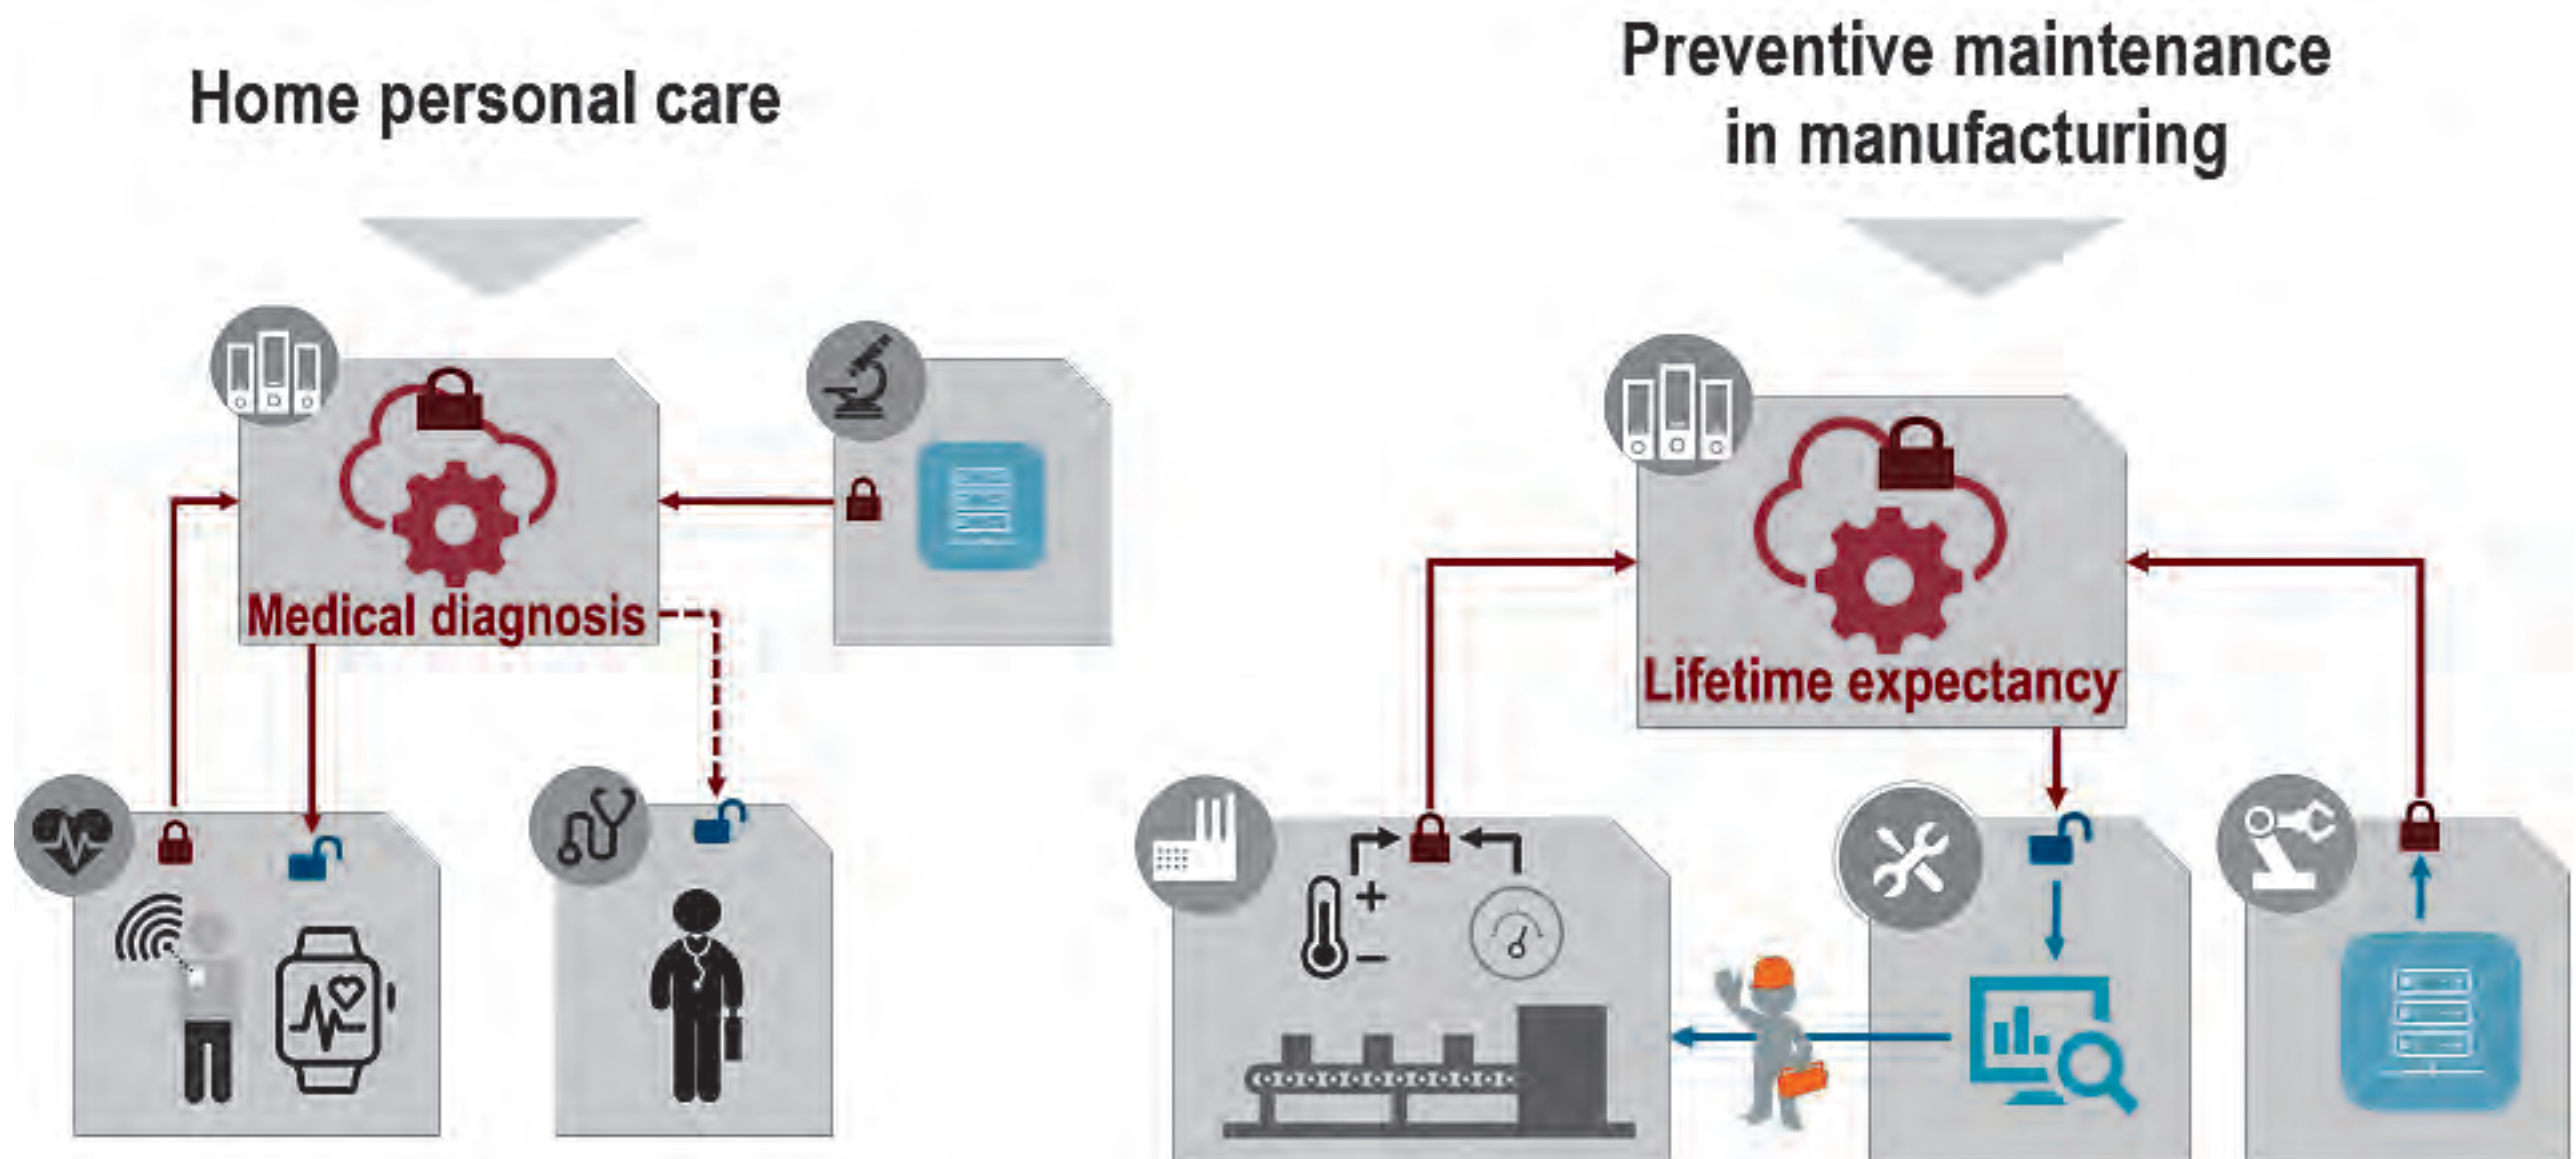 Home personal care
Preventive maintenance
in manufacturing
Medical diagnosis
Lifetime expectancy